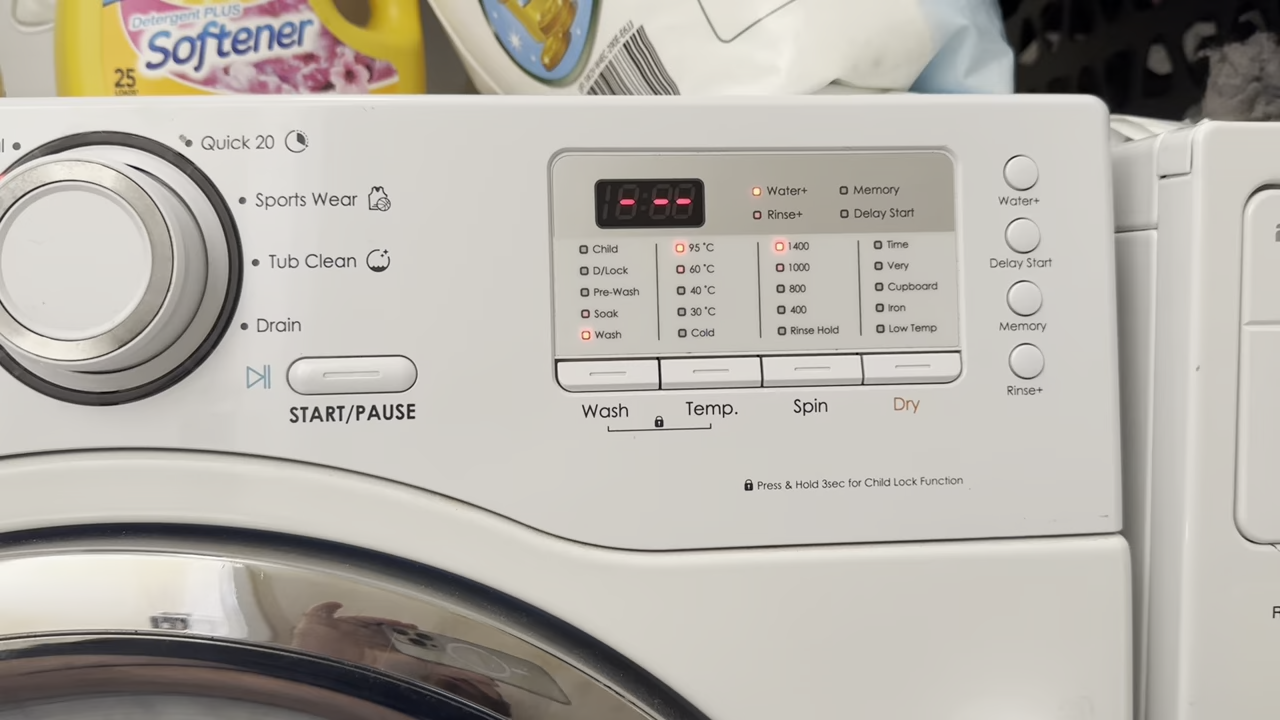 Detergent PLUS
Softener
25
LOADS
Quick 20
Sports Wear
Tub Clean
Drain
START/PAUSE
Water+
Memory
Rinse+
Delay Start
Child
D/Lock
Pre-Wash
Soak
Wash
95 °C
60 °C
40 °C
30 °C
Cold
1400
1000
800
400
Rinse Hold
Time
Very
Cupboard
Iron
Low Temp
Wash
Temp.
Spin
Dry
Press & Hold 3sec for Child Lock Function
Water+
Delay Start
Memory
Rinse+